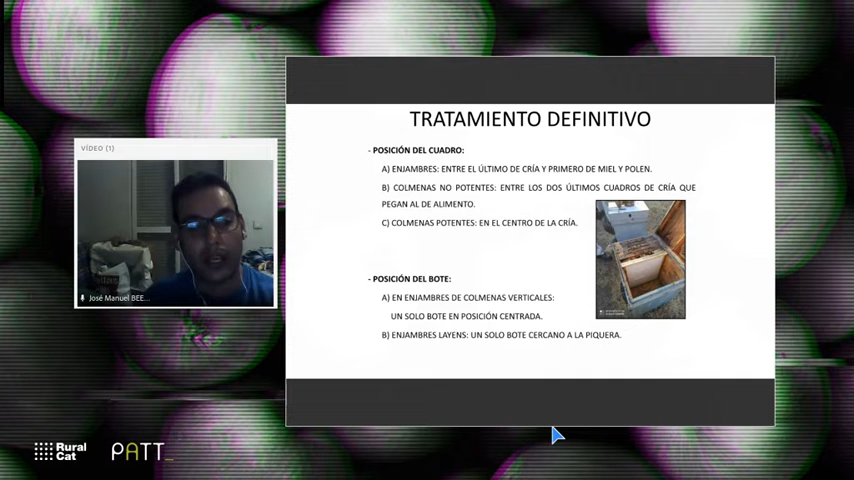 VÍDEO (1)
José Manuel BEE...
TRATAMIENTO DEFINITIVO
- POSICIÓN DEL CUADRO:
A) ENJAMBRES: ENTRE EL ÚLTIMO DE CRÍA Y PRIMERO DE MIEL Y POLEN.
B) COLMENAS NO POTENTES: ENTRE LOS DOS ÚLTIMOS CUADROS DE CRÍA QUE
PEGAN AL DE ALIMENTO.
C) COLMENAS POTENTES: EN EL CENTRO DE LA CRÍA.
- POSICIÓN DEL BOTE:
A) EN ENJAMBRES DE COLMENAS VERTICALES:
UN SOLO BOTE EN POSICIÓN CENTRADA.
B) ENJAMBRES LAYENS: UN SOLO BOTE CERCANO A LA PIQUERA.
Rural
Cat
PATT_